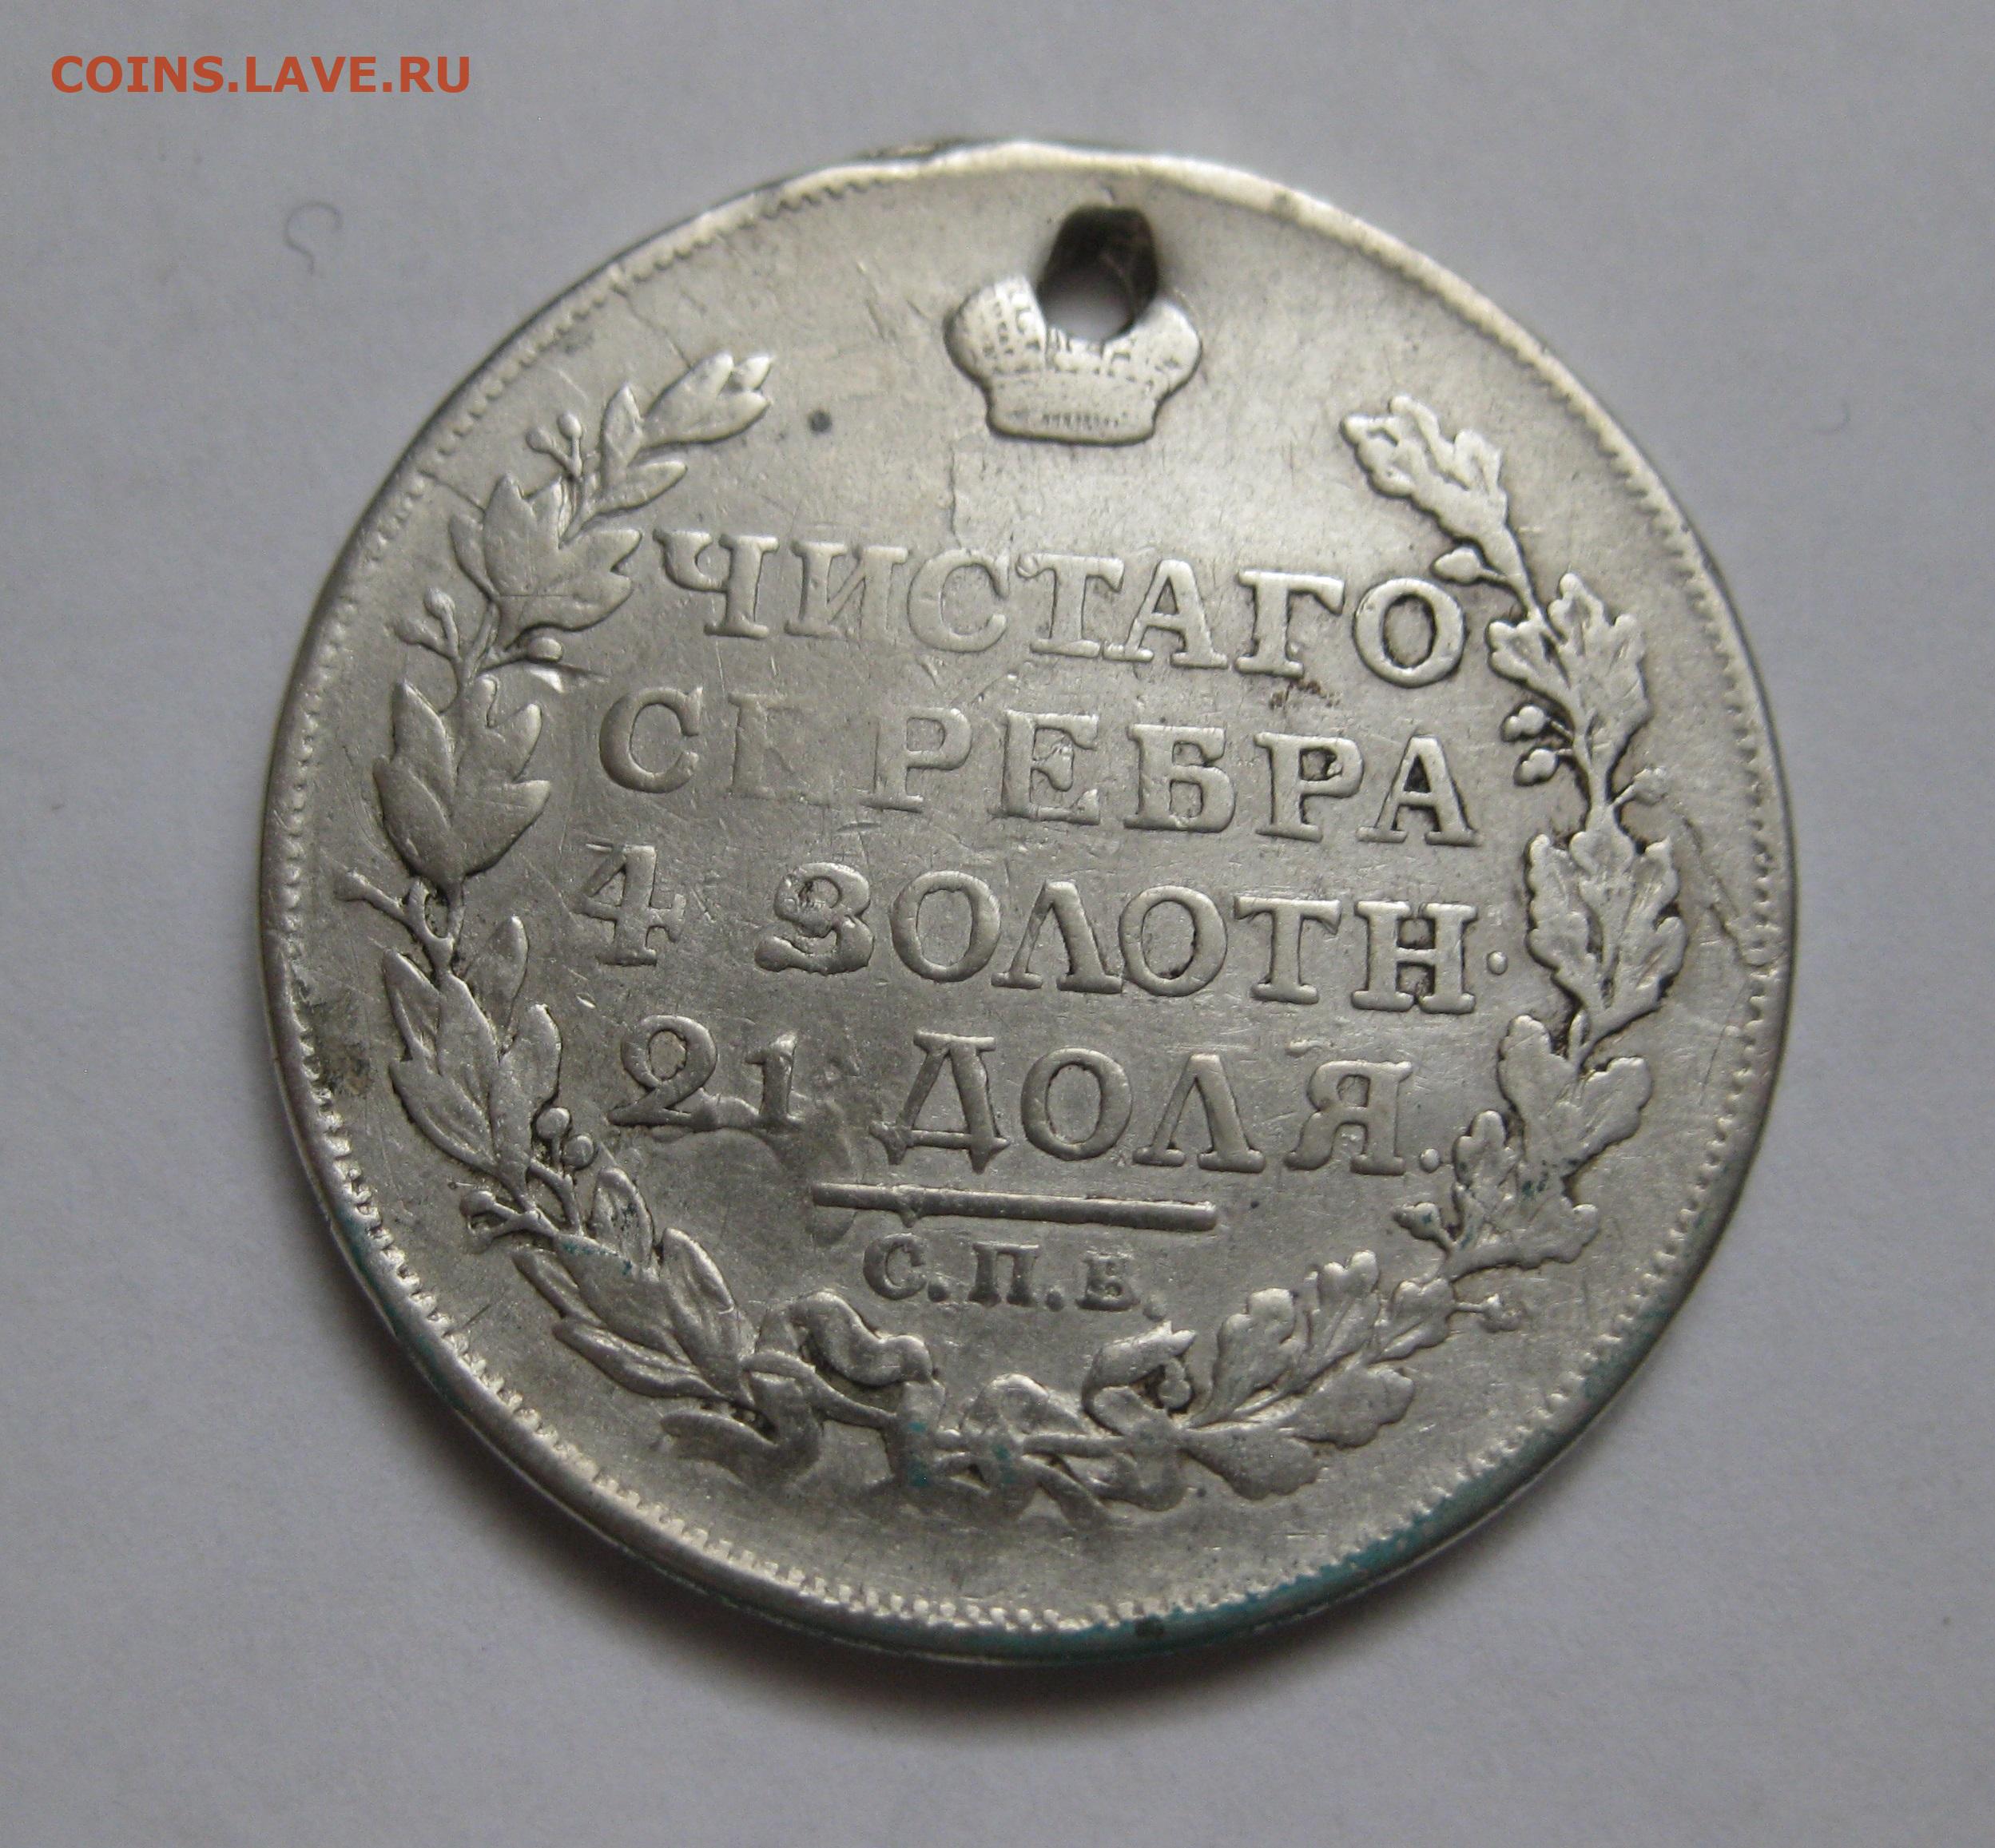 COINS.LAVE.RU
ЧИСТАГО
СЕРЕБРА
4 ЗОЛОТН.
21 ДОЛЯ.
С.П.Б.